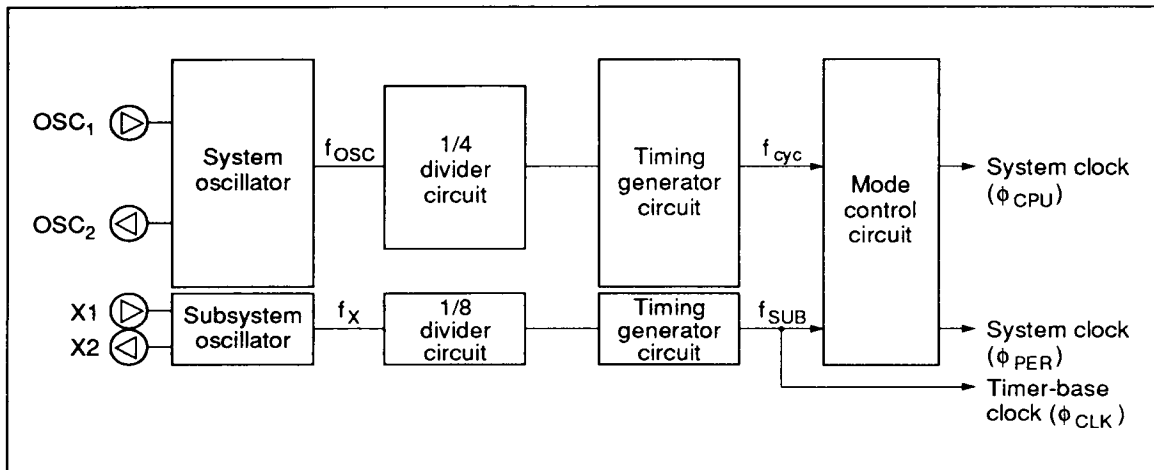 OSC1
OSC2
System
oscillator
fOSC
1/4
divider
circuit
Timing
generator
circuit
fcyc
Mode
control
circuit
System clock
(ϕCPU)
X1
X2
Subsystem
oscillator
fX
1/8
divider
circuit
Timing
generator
circuit
fSUB
System clock
(ϕPER)
Timer-base
clock (ϕCLK)